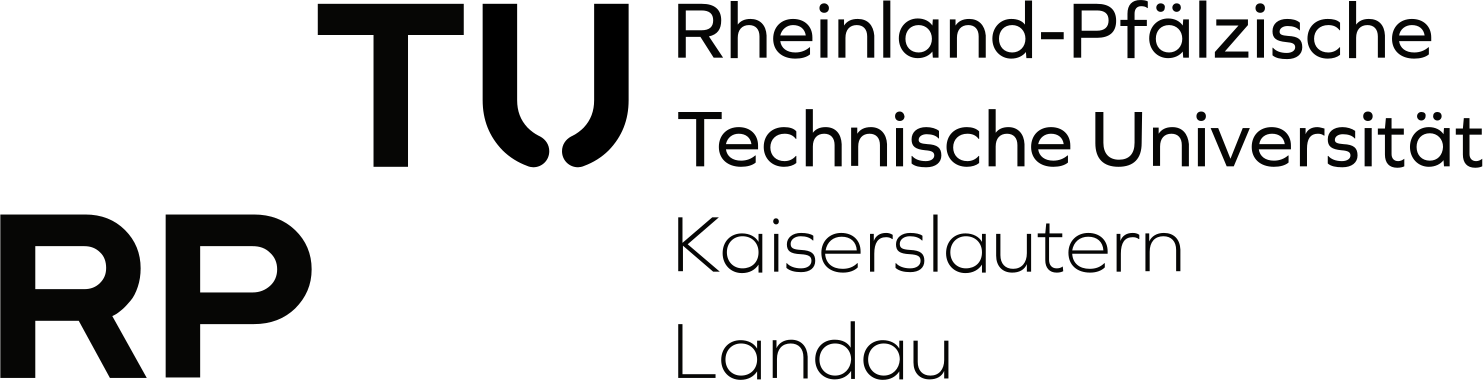 TU
RP
Rheinland-Pfälzische
Technische Universität
Kaiserslautern
Landau